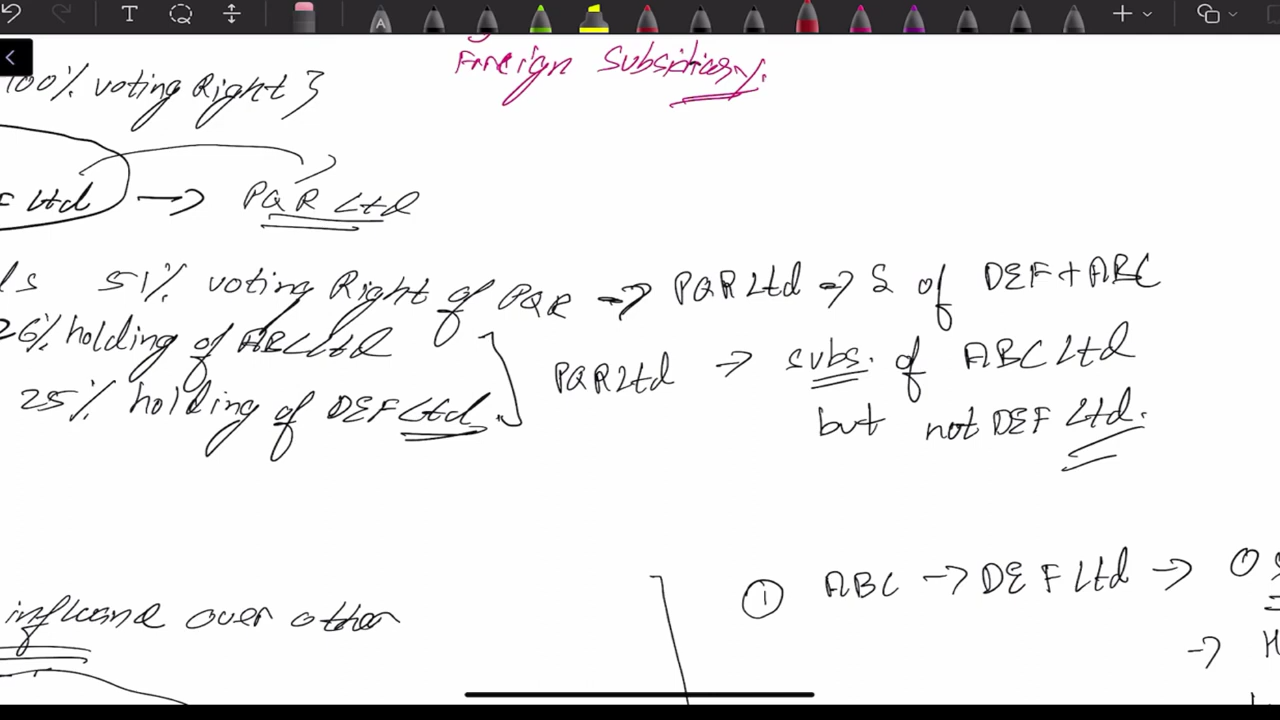 Foreign Subsidiary.
100% voting Right }
F Ltd → PQR Ltd
ls 51% voting Right of PQR → PQR Ltd → S of DEF + ABC
26% holding of ABC Ltd
25% holding of DEF Ltd.
PQR Ltd → subs. of ABC Ltd
but not DEF Ltd.
① ABC → DEF Ltd →
influence over other